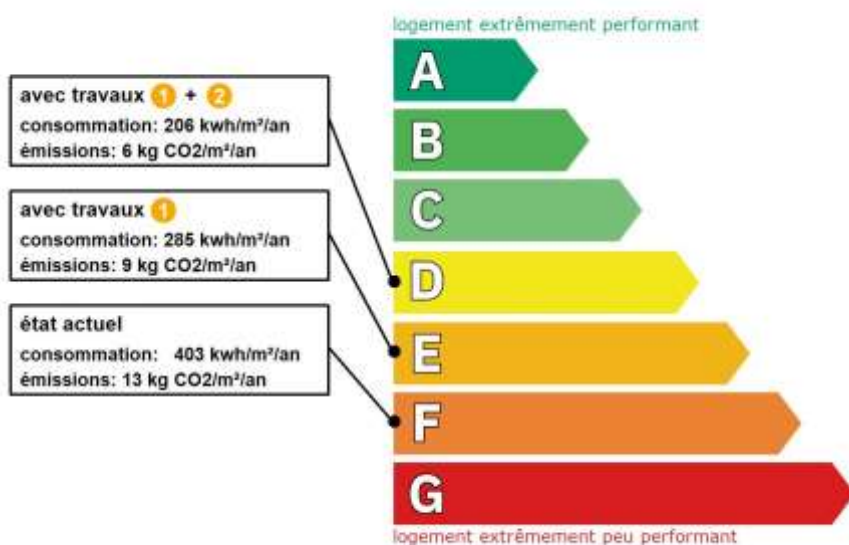 logement extrêmement performant
A
B
C
D
E
F
G
logement extrêmement peu performant
avec travaux 1 + 2
consommation: 206 kwh/m²/an
émissions: 6 kg CO2/m²/an
avec travaux 1
consommation: 285 kwh/m²/an
émissions: 9 kg CO2/m²/an
état actuel
consommation: 403 kwh/m²/an
émissions: 13 kg CO2/m²/an